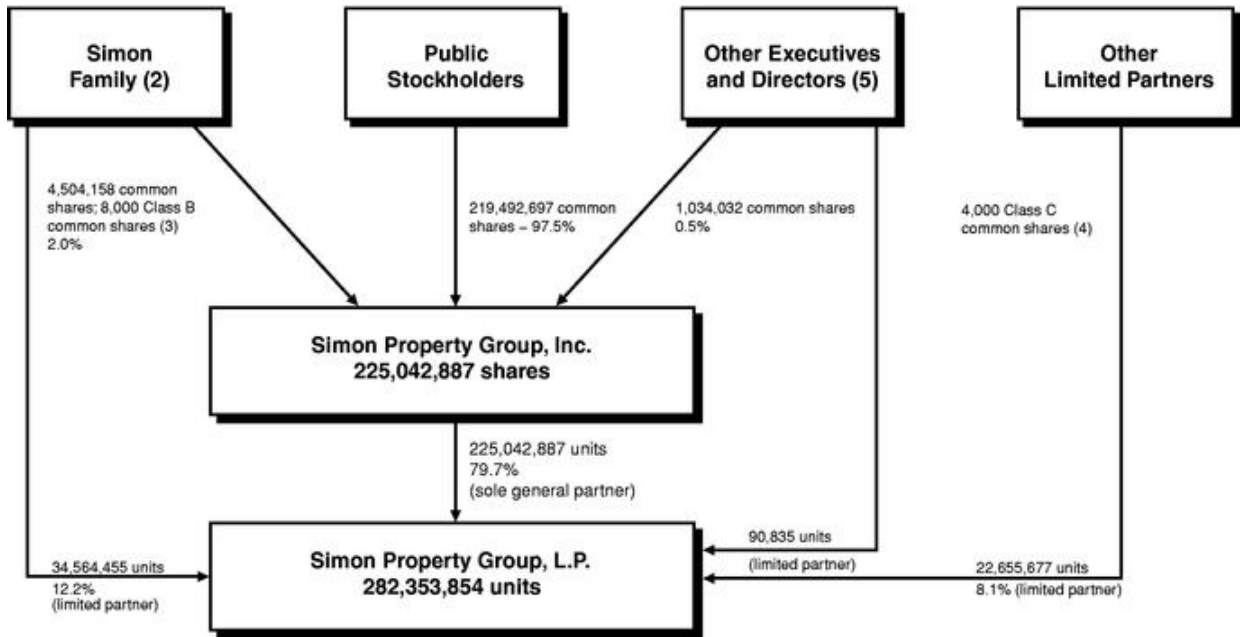 Simon
Family (2)
Public
Stockholders
Other Executives
and Directors (5)
Other
Limited Partners
4,504,158 common
shares; 8,000 Class B
common shares (3)
2.0%
219,492,697 common
shares – 97.5%
1,034,032 common shares
0.5%
4,000 Class C
common shares (4)
Simon Property Group, Inc.
225,042,887 shares
225,042,887 units
79.7%
(sole general partner)
Simon Property Group, L.P.
282,353,854 units
34,564,455 units
12.2%
(limited partner)
90,835 units
(limited partner)
22,655,677 units
8.1% (limited partner)